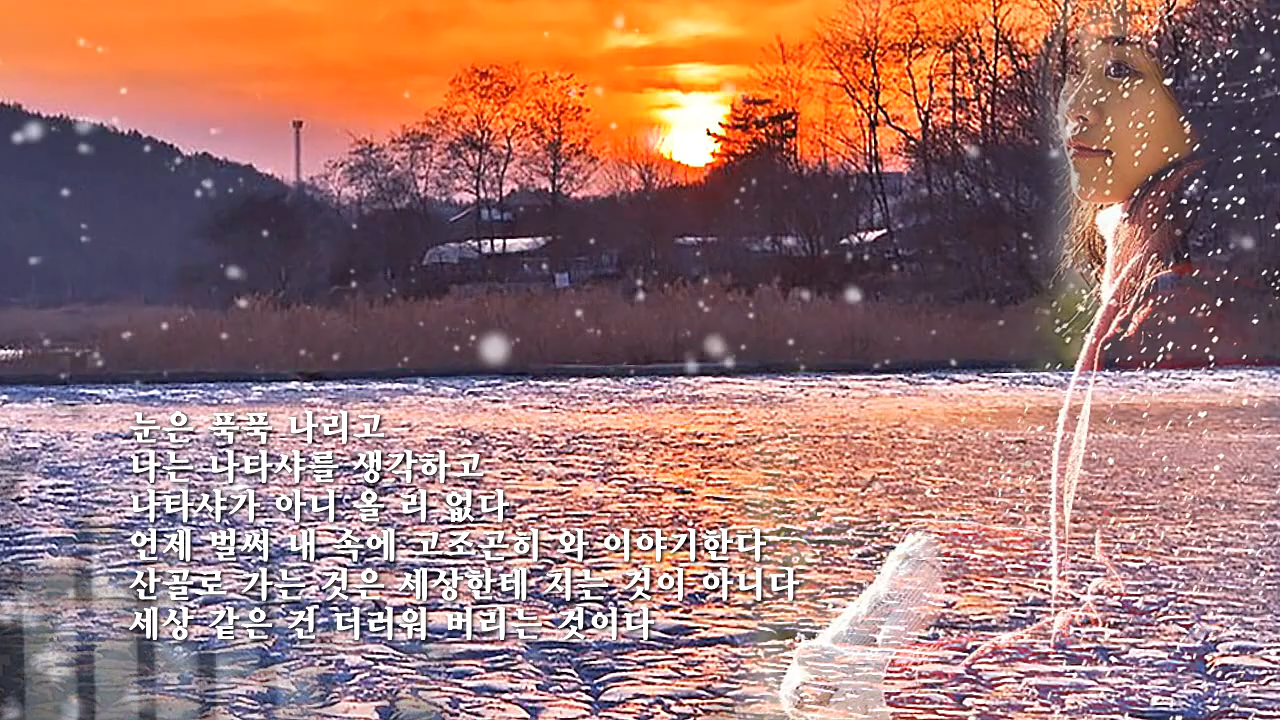 눈은 푹푹 나리고
나는 나타샤를 생각하고
나타샤가 아니 올 리 없다
언제 벌써 내 속에 고조곤히 와 이야기한다
산골로 가는 것은 세상한테 지는 것이 아니다
세상 같은 건 더러워 버리는 것이다